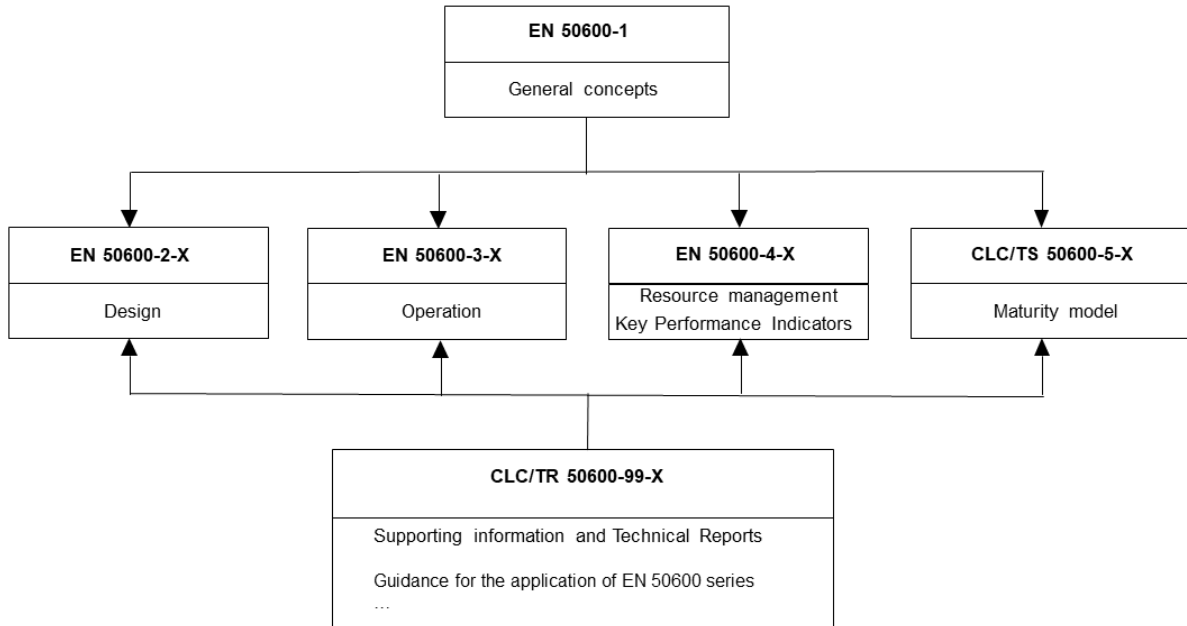 EN 50600-1
General concepts
EN 50600-2-X
Design
EN 50600-3-X
Operation
EN 50600-4-X
Resource management
Key Performance Indicators
CLC/TS 50600-5-X
Maturity model
CLC/TR 50600-99-X
Supporting information and Technical Reports
Guidance for the application of EN 50600 series
...